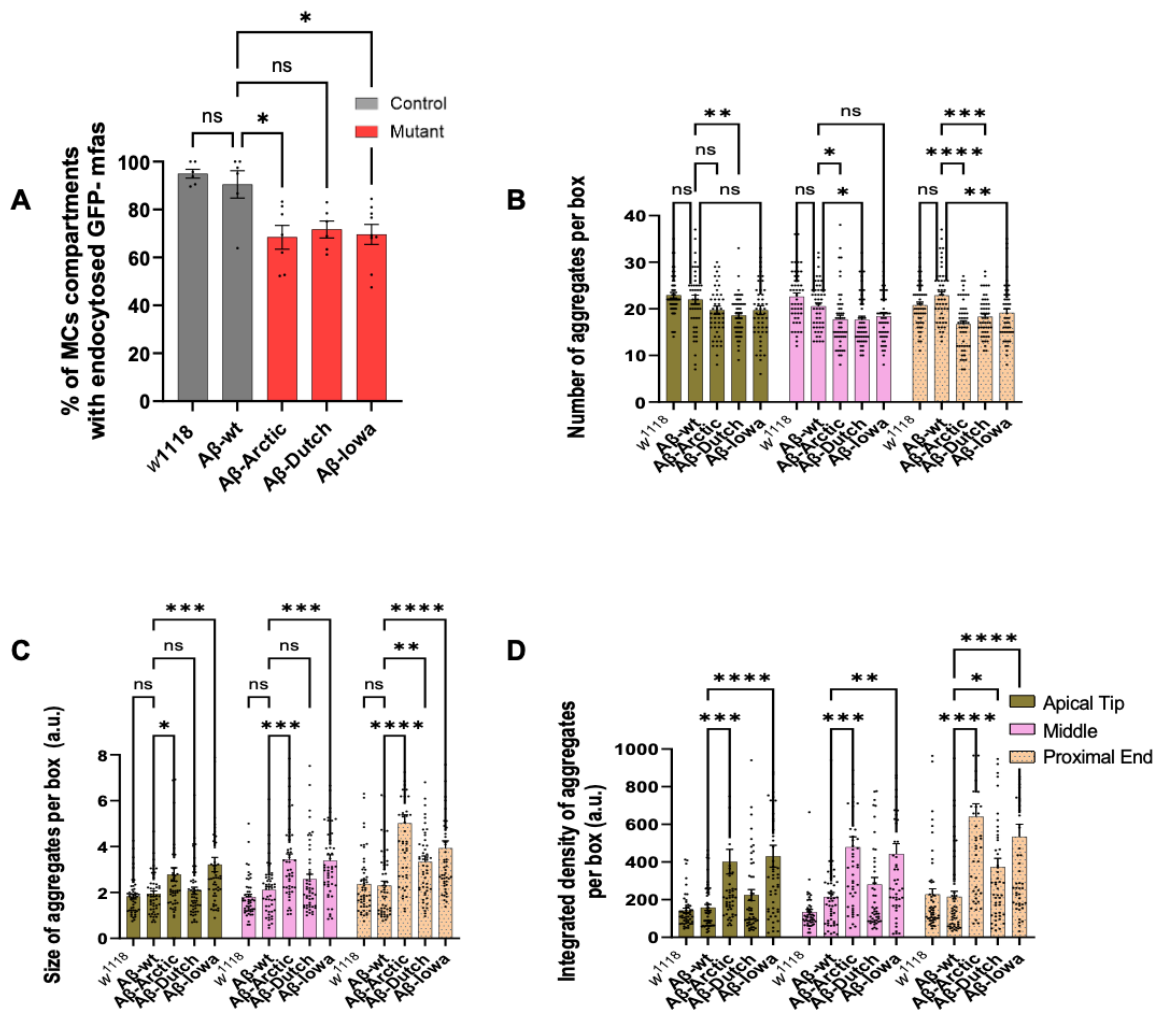 A
% of MCs compartments
with endocytosed GFP- mfas
*
ns
ns
*
Control
Mutant
100
80
60
40
20
0
w1118
Aβ-wt
Aβ-Arctic
Aβ-Dutch
Aβ-Iowa
B
Number of aggregates per box
**
ns
ns
ns
ns
*
ns
*
***
****
ns
**
40
30
20
10
0
w1118
Aβ-wt
Aβ-Arctic
Aβ-Dutch
Aβ-Iowa
w1118
Aβ-wt
Aβ-Arctic
Aβ-Dutch
Aβ-Iowa
w1118
Aβ-wt
Aβ-Arctic
Aβ-Dutch
Aβ-Iowa
C
Size of aggregates per box (a.u.)
***
ns
ns
*
***
ns
ns
***
****
**
ns
****
8
6
4
2
0
w1118
Aβ-wt
Aβ-Arctic
Aβ-Dutch
Aβ-Iowa
w1118
Aβ-wt
Aβ-Arctic
Aβ-Dutch
Aβ-Iowa
w1118
Aβ-wt
Aβ-Arctic
Aβ-Dutch
Aβ-Iowa
D
Integrated density of aggregates
per box (a.u.)
****
***
**
***
****
*
****
Apical Tip
Middle
Proximal End
1000
800
600
400
200
0
w1118
Aβ-wt
Aβ-Arctic
Aβ-Dutch
Aβ-Iowa
w1118
Aβ-wt
Aβ-Arctic
Aβ-Dutch
Aβ-Iowa
w1118
Aβ-wt
Aβ-Arctic
Aβ-Dutch
Aβ-Iowa